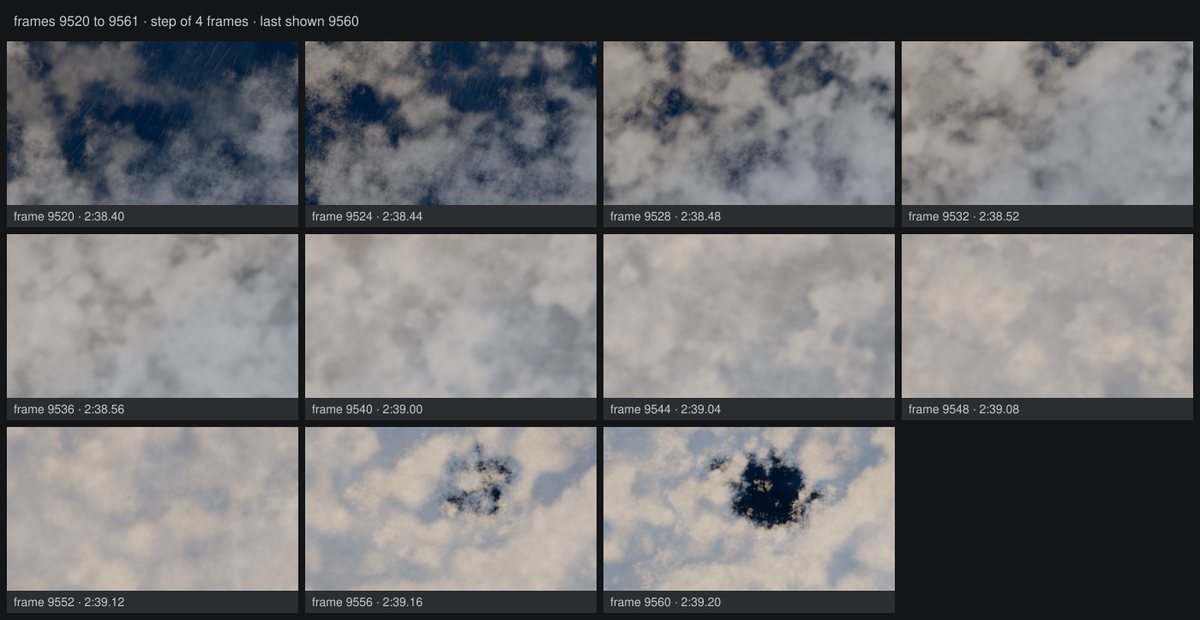 frames 9520 to 9561 · step of 4 frames · last shown 9560
frame 9520 · 2:38.40
frame 9524 · 2:38.44
frame 9528 · 2:38.48
frame 9532 · 2:38.52
frame 9536 · 2:38.56
frame 9540 · 2:39.00
frame 9544 · 2:39.04
frame 9548 · 2:39.08
frame 9552 · 2:39.12
frame 9556 · 2:39.16
frame 9560 · 2:39.20